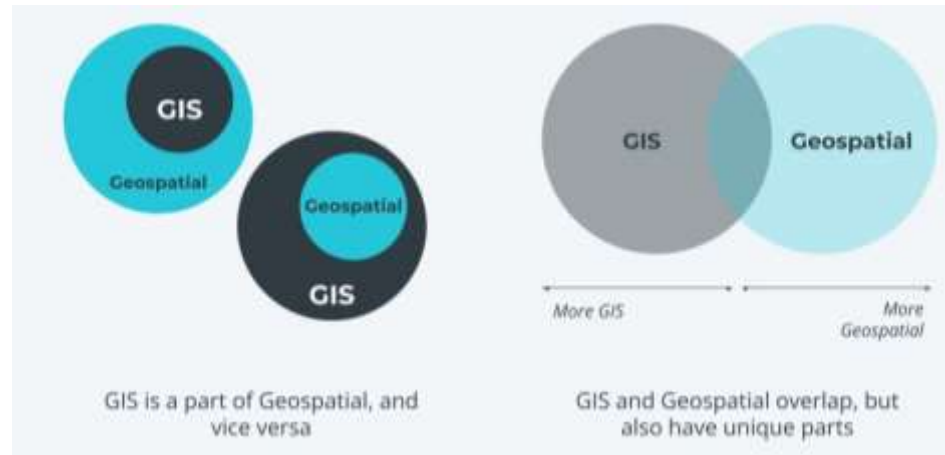 GIS
Geospatial
Geospatial
GIS
GIS is a part of Geospatial, and
vice versa
GIS
Geospatial
More GIS
More
Geospatial
GIS and Geospatial overlap, but
also have unique parts